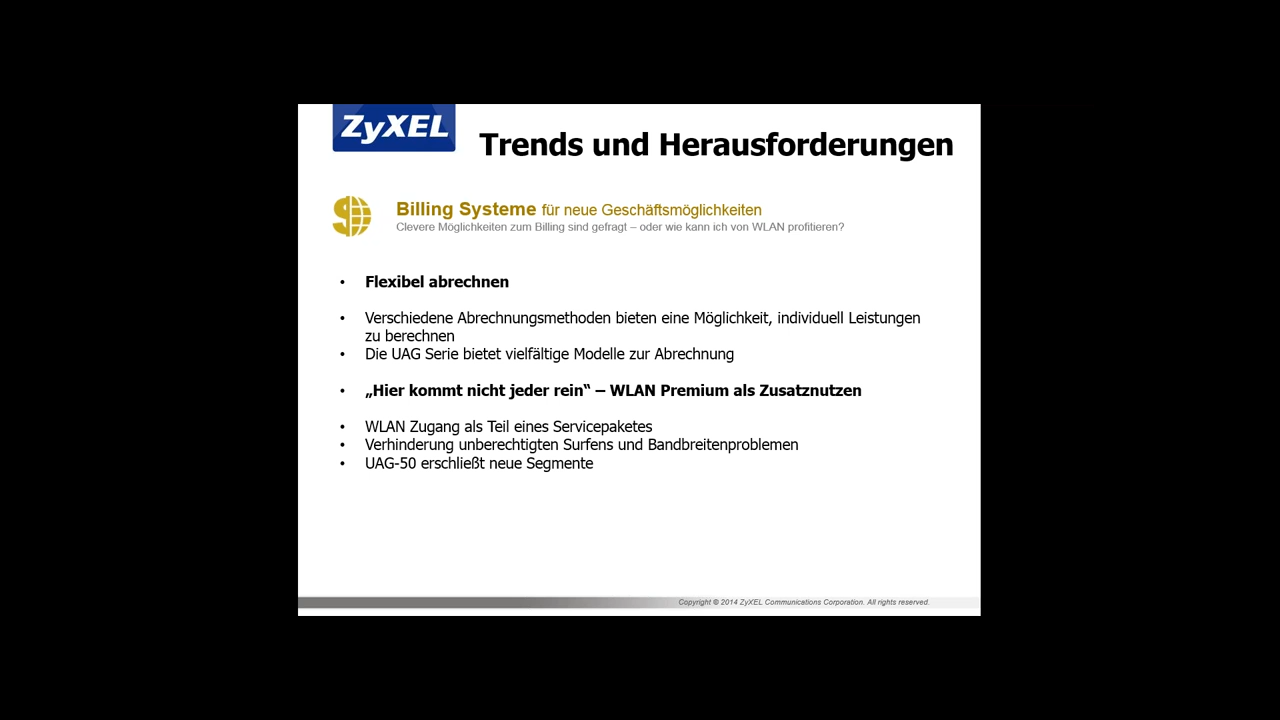 ZyXEL
Trends und Herausforderungen
Billing Systeme für neue Geschäftsmöglichkeiten
Clevere Möglichkeiten zum Billing sind gefragt – oder wie kann ich von WLAN profitieren?
• Flexibel abrechnen
• Verschiedene Abrechnungsmethoden bieten eine Möglichkeit, individuell Leistungen
zu berechnen
• Die UAG Serie bietet vielfältige Modelle zur Abrechnung
• „Hier kommt nicht jeder rein“ – WLAN Premium als Zusatznutzen
• WLAN Zugang als Teil eines Servicepaketes
• Verhinderung unberechtigten Surfens und Bandbreitenproblemen
• UAG-50 erschließt neue Segmente
Copyright © 2014 ZyXEL Communications Corporation. All rights reserved.